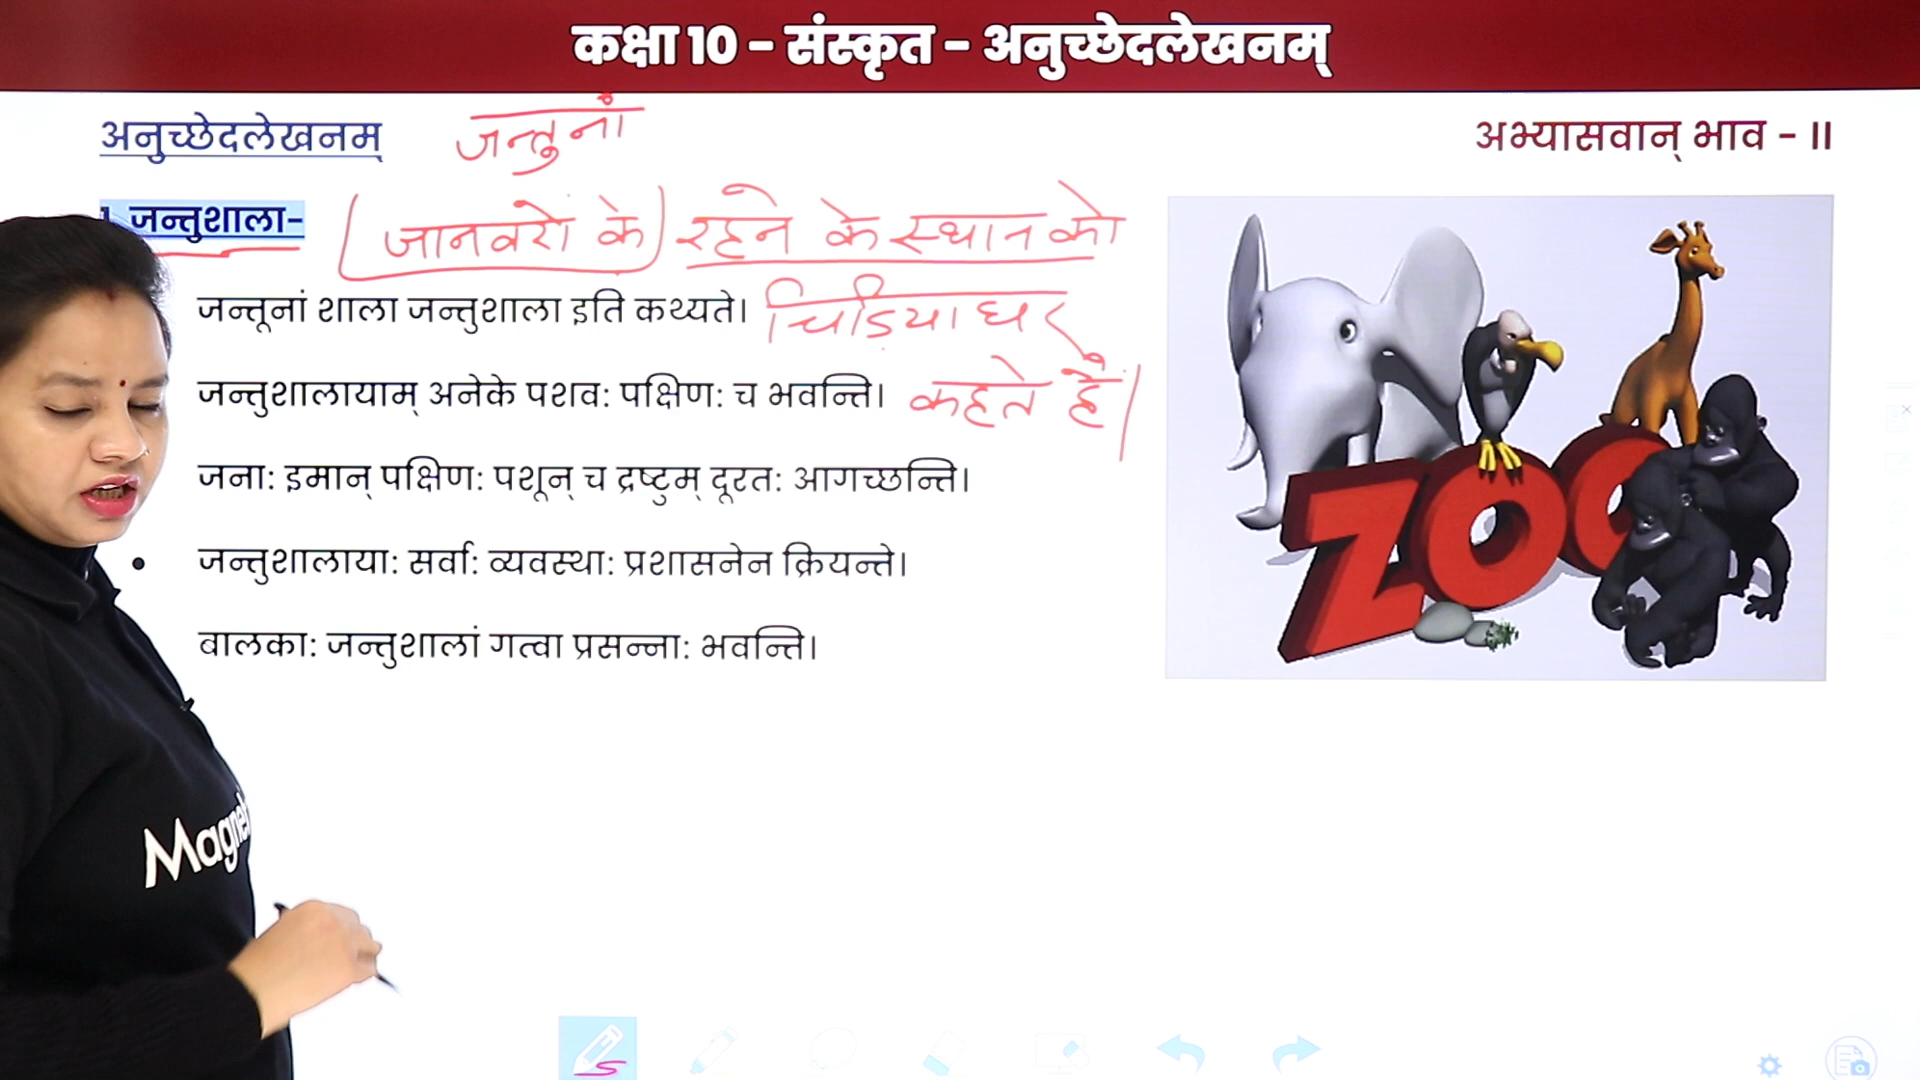 कक्षा 10 - संस्कृत - अनुच्छेदलेखनम्
अनुच्छेदलेखनम्
जन्तुनां
अभ्यासवान् भाव - II
1. जन्तुशाला-
(जानवरों के) रहने के स्थान को
जन्तूनां शाला जन्तुशाला इति कथ्यते।
चिडियाघर
जन्तुशालायाम् अनेके पशवः पक्षिणः च भवन्ति।
कहते हैं।
जनाः इमान् पक्षिणः पशून् च द्रष्टुम् दूरतः आगच्छन्ति।
• जन्तुशालायाः सर्वाः व्यवस्थाः प्रशासनेन क्रियन्ते।
बालकाः जन्तुशालां गत्वा प्रसन्नाः भवन्ति।
ZOO